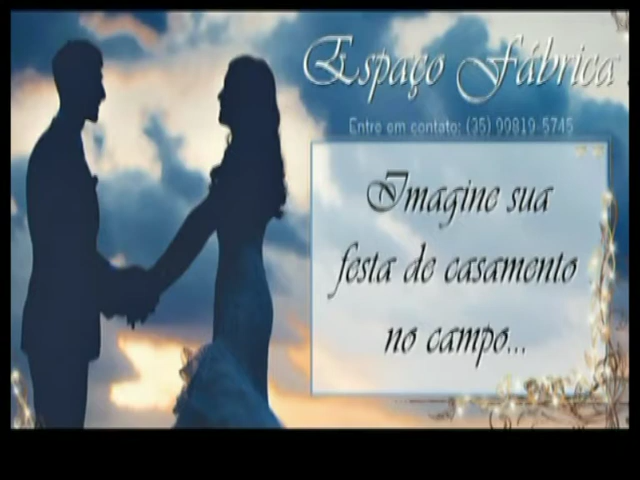 Espaço Fábrica
Entre em contato: (35) 99819-5745
Imagine sua
festa de casamento
no campo...